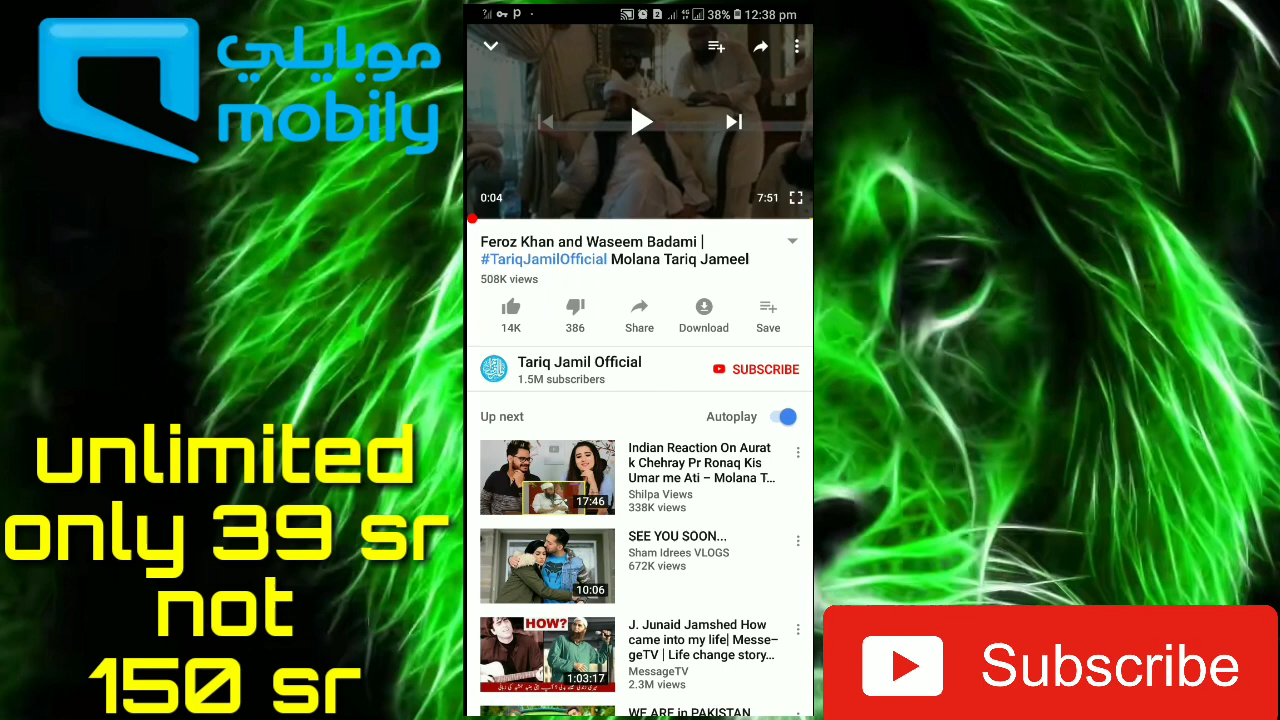 موبايلي
mobily
unlimited
only 39 sr
not
150 sr
38% 12:38 pm
0:04
7:51
Feroz Khan and Waseem Badami |
#TariqJamilOfficial Molana Tariq Jameel
508K views
14K
386
Share
Download
Save
Tariq Jamil Official
1.5M subscribers
SUBSCRIBE
Up next
Autoplay
Indian Reaction On Aurat
k Chehray Pr Ronaq Kis
Umar me Ati – Molana T...
Shilpa Views
338K views
17:46
SEE YOU SOON...
Sham Idrees VLOGS
672K views
10:06
HOW?
1:03:17
J. Junaid Jamshed How
came into my life| Messe–
geTV | Life change story...
MessageTV
2.3M views
WE ARE in PAKISTAN
Subscribe